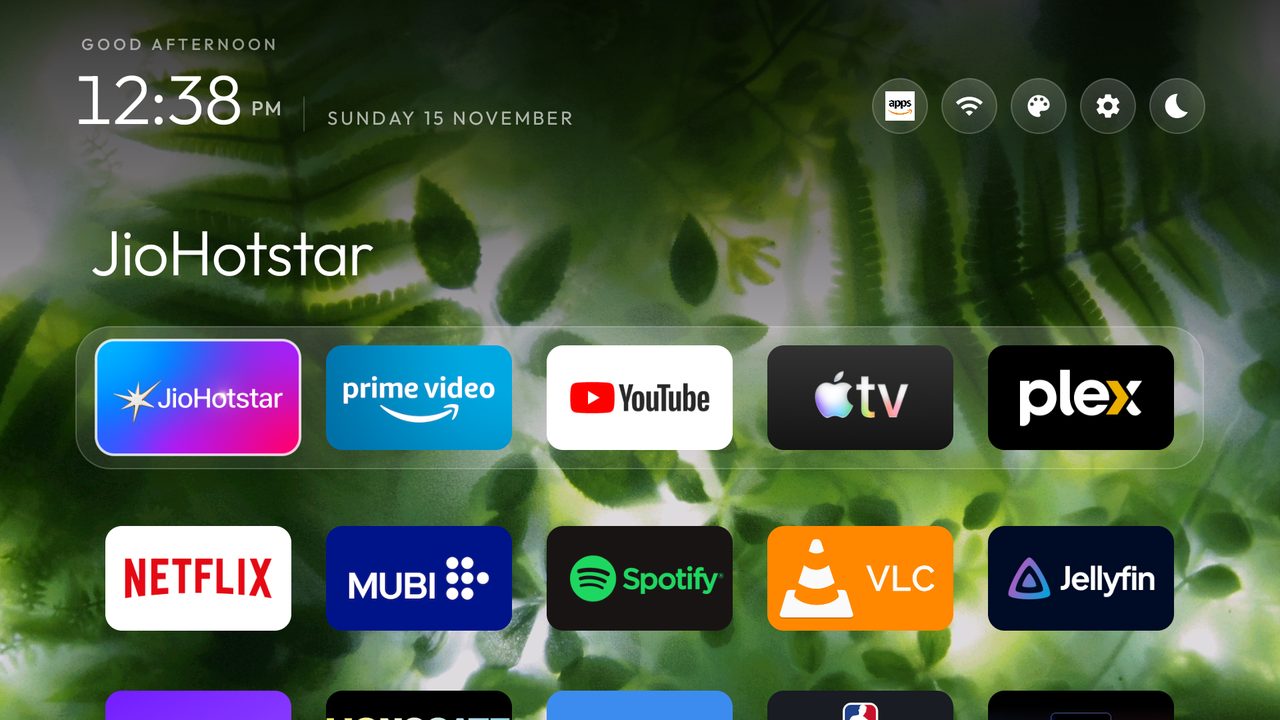 GOOD AFTERNOON
12:38 PM
SUNDAY 15 NOVEMBER
apps
JioHotstar
JioHotstar
prime video
YouTube
tv
plex
NETFLIX
MUBI
Spotify
VLC
Jellyfin
LIONSGATE